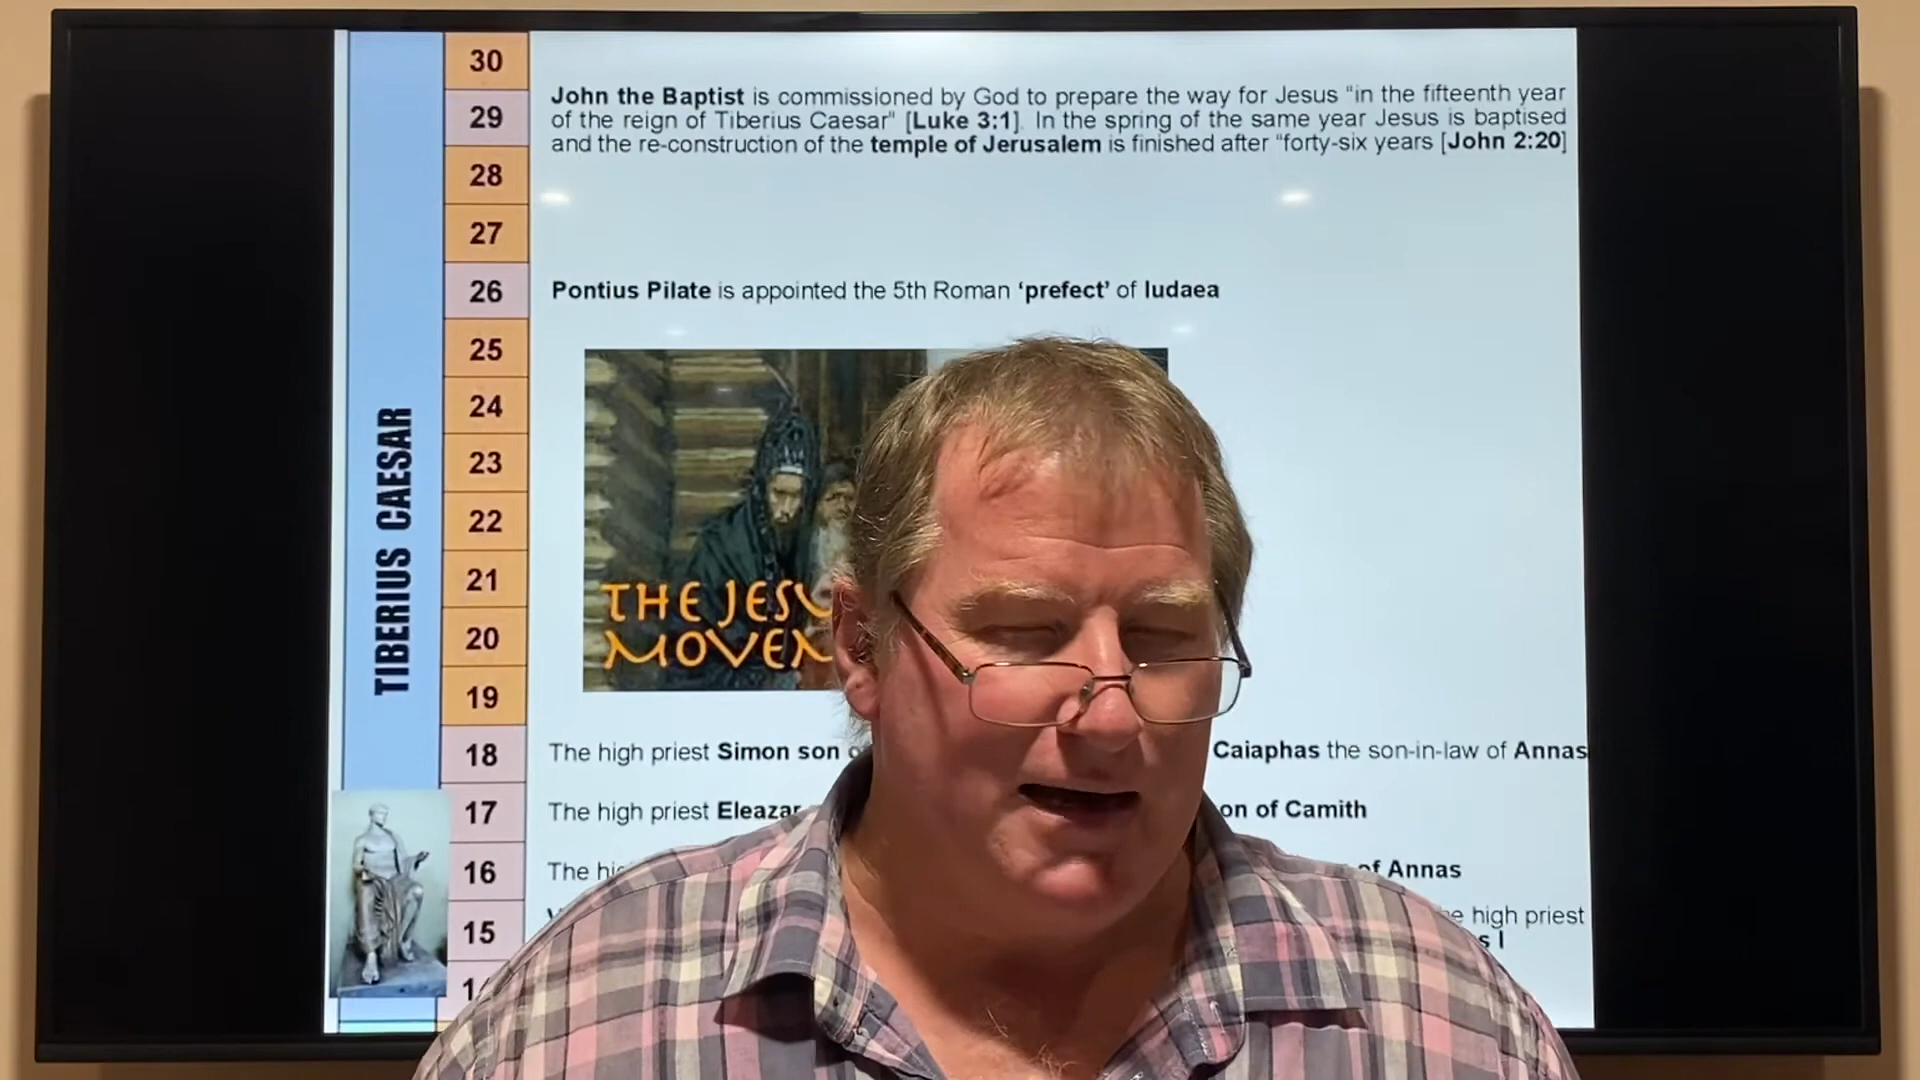 30
John the Baptist is commissioned by God to prepare the way for Jesus "in the fifteenth year
29
of the reign of Tiberius Caesar" [Luke 3:1]. In the spring of the same year Jesus is baptised
and the re-construction of the temple of Jerusalem is finished after "forty-six years [John 2:20]
28
27
26 Pontius Pilate is appointed the 5th Roman ‘prefect’ of Iudaea
25
24
23
22
21
20
19
TIBERIUS CAESAR
THE
18 The high priest Simon son Caiaphas the son-in-law of Annas
17 The high priest Eleazar of Camith
16 The of Annas
15 high priest
I